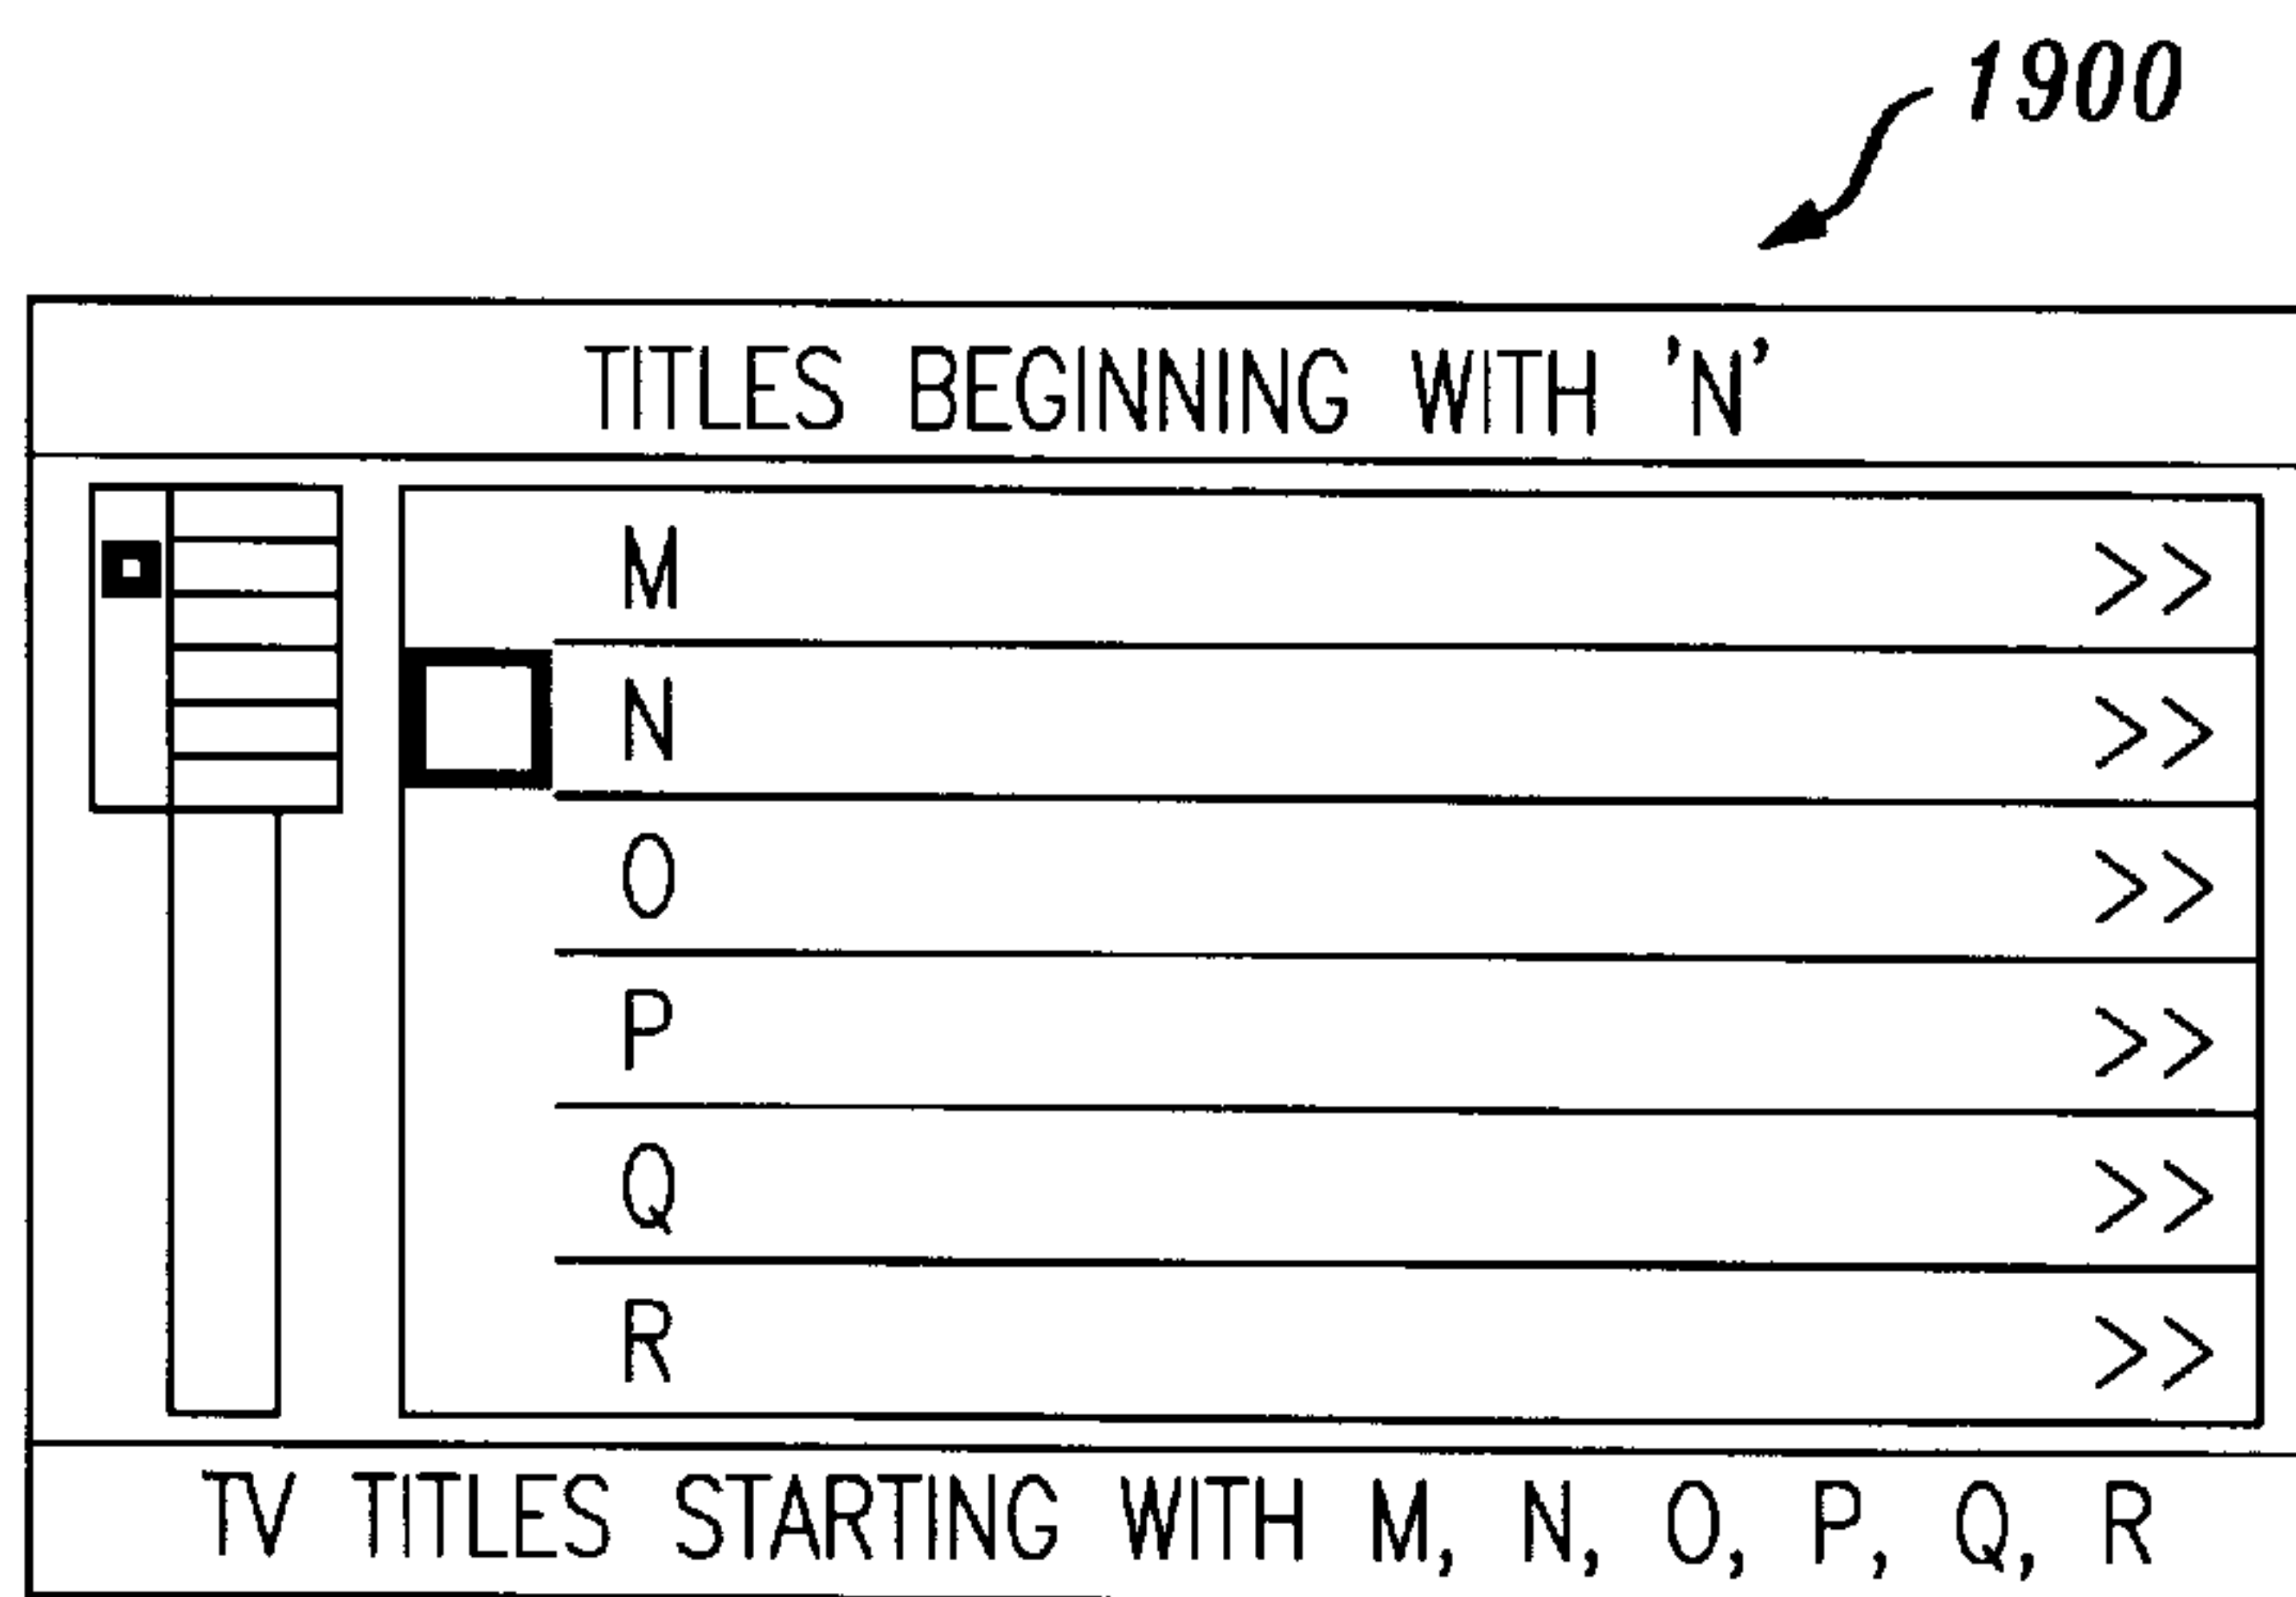 1900
TITLES BEGINNING WITH 'N'
M >>
N >>
O >>
P >>
Q >>
R >>
TV TITLES STARTING WITH M, N, O, P, Q, R